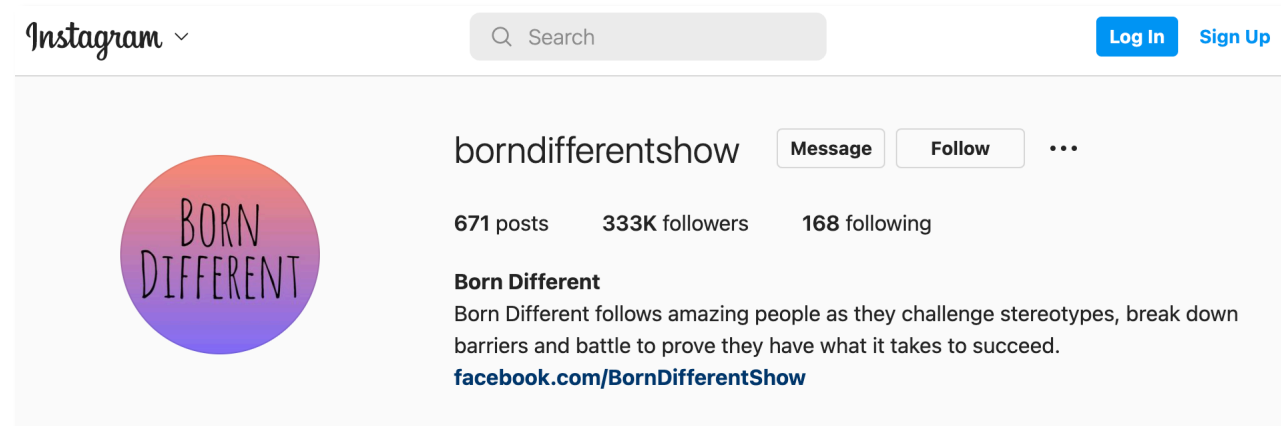 Instagram
Search
Log In
Sign Up
BORN
DIFFERENT
borndifferentshow
Message
Follow
671 posts
333K followers
168 following
Born Different
Born Different follows amazing people as they challenge stereotypes, break down
barriers and battle to prove they have what it takes to succeed.
facebook.com/BornDifferentShow